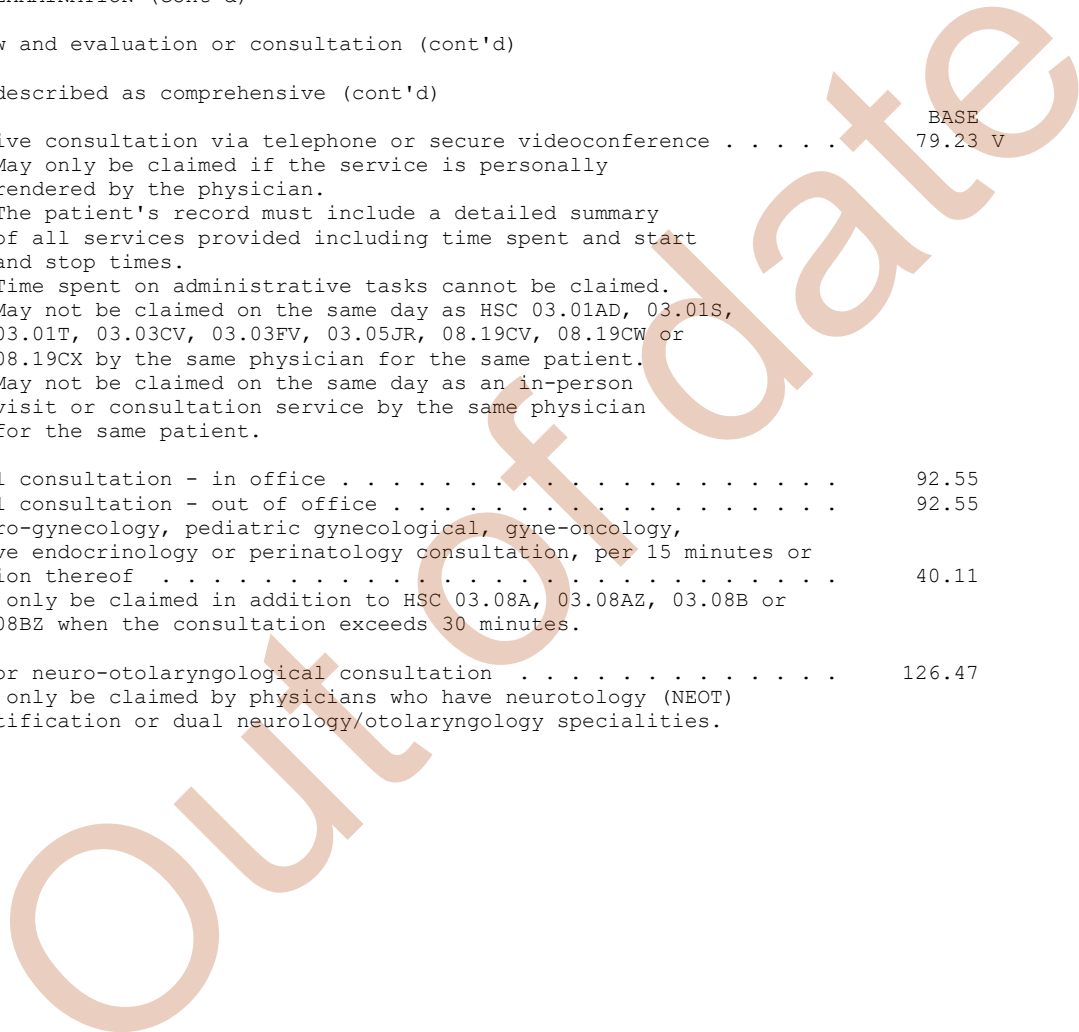 EXAMINATION (cont'd)
w and evaluation or consultation (cont'd)
described as comprehensive (cont'd)
BASE
ive consultation via telephone or secure videoconference . . . . . 79.23 V
May only be claimed if the service is personally
rendered by the physician.
The patient's record must include a detailed summary
of all services provided including time spent and start
and stop times.
Time spent on administrative tasks cannot be claimed.
May not be claimed on the same day as HSC 03.01AD, 03.01S,
03.01T, 03.03CV, 03.03FV, 03.05JR, 08.19CV, 08.19CW or
08.19CX by the same physician for the same patient.
May not be claimed on the same day as an in-person
visit or consultation service by the same physician
for the same patient.
l consultation - in office . . . . . . . . . . . . . . . . . . . . 92.55
l consultation - out of office . . . . . . . . . . . . . . . . . . 92.55
ro-gynecology, pediatric gynecological, gyne-oncology,
ve endocrinology or perinatology consultation, per 15 minutes or
ion thereof . . . . . . . . . . . . . . . . . . . . . . . . . . . 40.11
only be claimed in addition to HSC 03.08A, 03.08AZ, 03.08B or
08BZ when the consultation exceeds 30 minutes.
or neuro-otolaryngological consultation . . . . . . . . . . . . . 126.47
only be claimed by physicians who have neurotology (NEOT)
tification or dual neurology/otolaryngology specialities.
Out of date